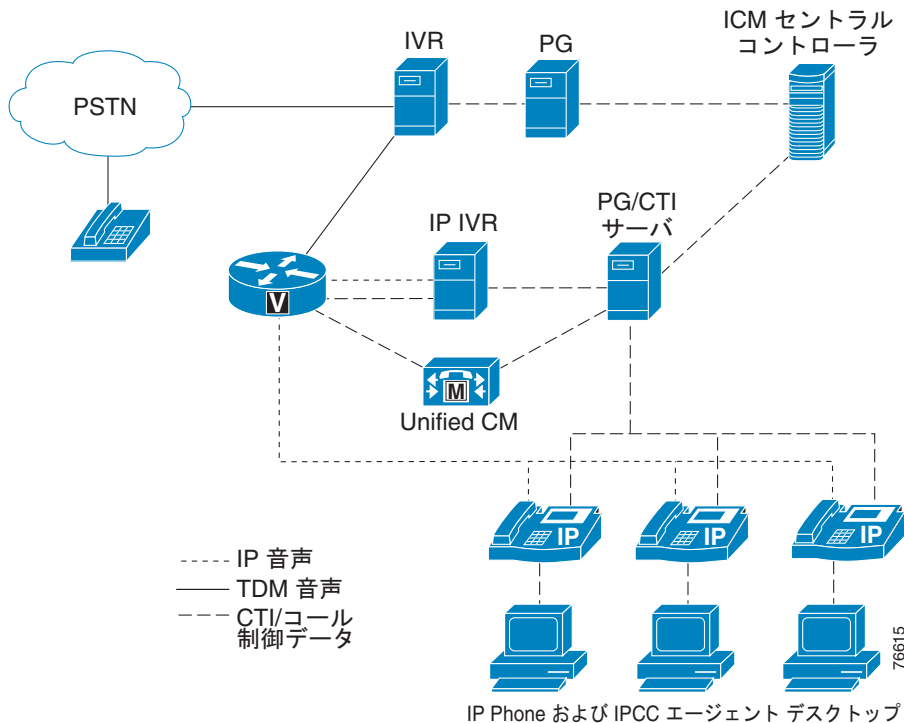 IVR
PG
ICM セントラル
コントローラ
PSTN
IP IVR
PG/CTI
サーバ
V
M
Unified CM
IP
IP
IP
IP 音声
TDM 音声
CTI/コール
制御データ
76615
IP Phone および IPCC エージェント デスクトップ